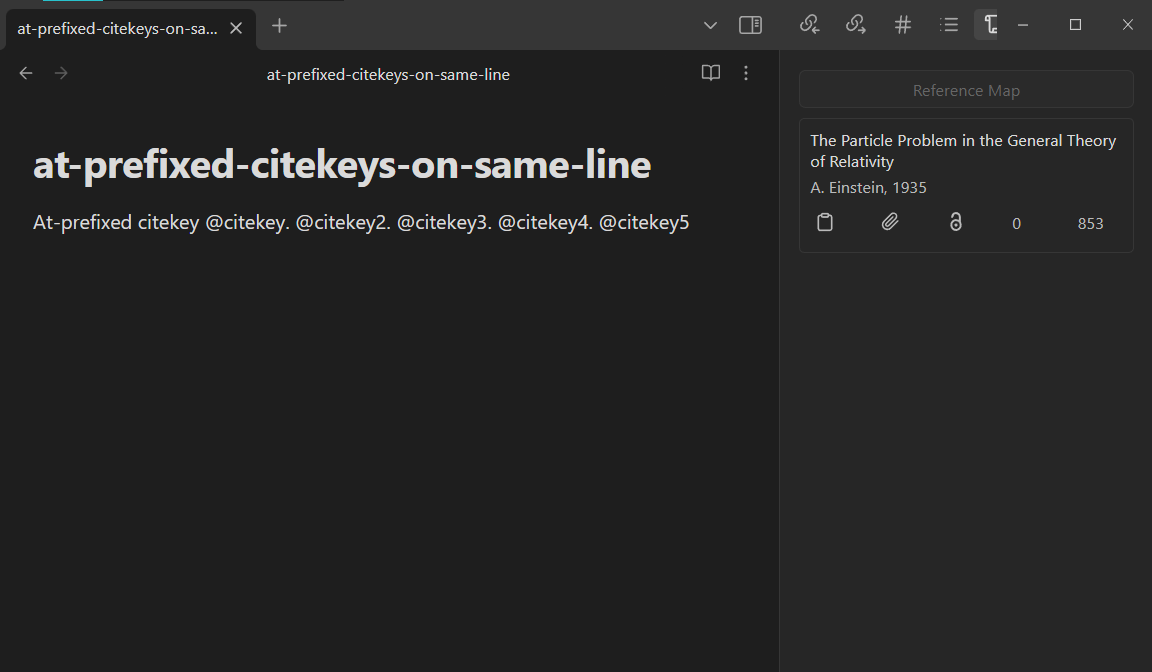 at-prefixed-citekeys-on-sa...
at-prefixed-citekeys-on-same-line
at-prefixed-citekeys-on-same-line
At-prefixed citekey @citekey. @citekey2. @citekey3. @citekey4. @citekey5
Reference Map
The Particle Problem in the General Theory
of Relativity
A. Einstein, 1935
0 853